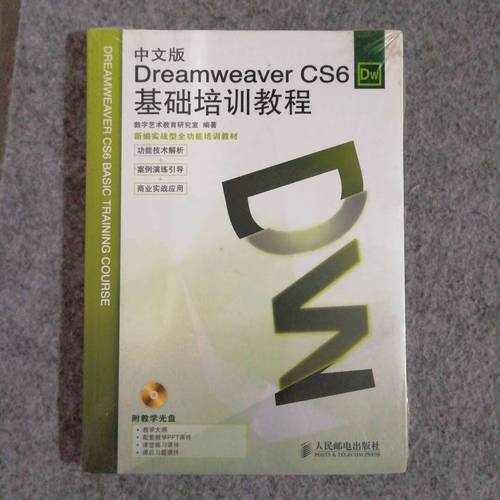 DREAMWEAVER CS6 BASIC TRAINING COURSE
中文版
Dreamweaver CS6
Dw
基础培训教程
数字艺术教育研究室 编著
新编实战型全功能培训教材
功能技术解析
+
案例演练引导
+
商业实战应用
DW
附教学光盘
• 教学大纲
• 配套教学PPT课件
• 课堂练习课件
• 课后习题课件
人民邮电出版社
POSTS & TELECOM PRESS